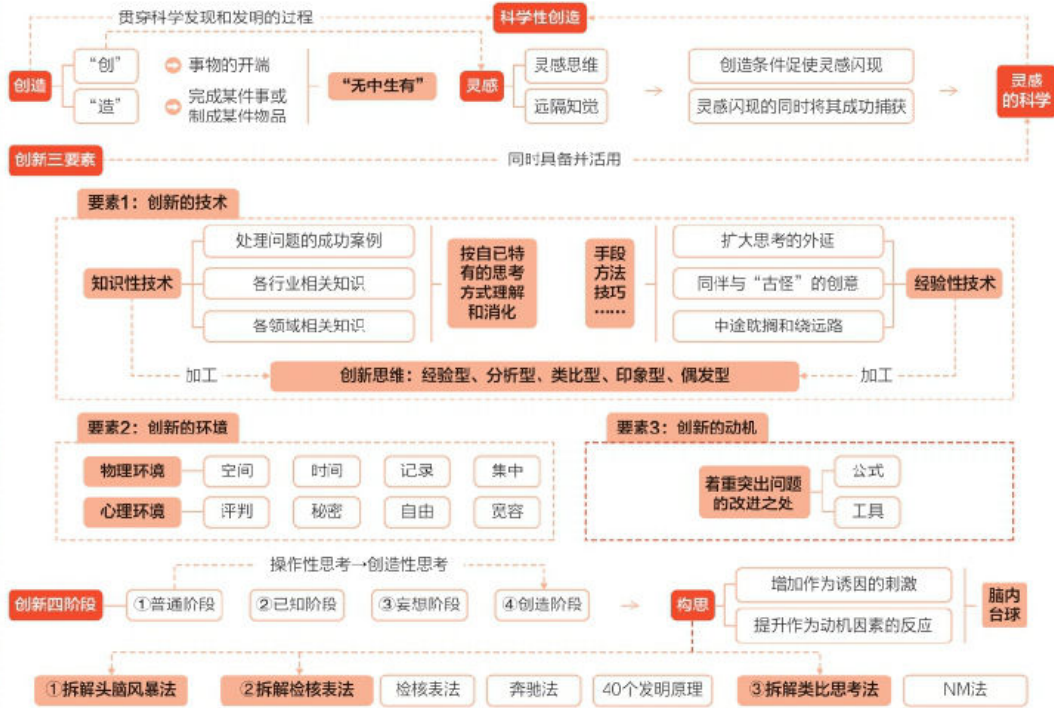 贯穿科学发现和发明的过程
科学性创造
创造
“创”
“造”
事物的开端
完成某件事或
制成某件物品
“无中生有”
灵感
灵感思维
远隔知觉
创造条件促使灵感闪现
灵感闪现的同时将其成功捕获
灵感
的科学
创新三要素
同时具备并活用
要素1：创新的技术
知识性技术
处理问题的成功案例
各行业相关知识
各领域相关知识
按自己特
有的思考
方式理解
和消化
手段
方法
技巧
……
扩大思考的外延
同伴与“古怪”的创意
中途耽搁和绕远路
经验性技术
加工
创新思维：经验型、分析型、类比型、印象型、偶发型
加工
要素2：创新的环境
物理环境
空间
时间
记录
集中
心理环境
评判
秘密
自由
宽容
要素3：创新的动机
着重突出问题
的改进之处
公式
工具
操作性思考→创造性思考
创新四阶段
①普通阶段
②已知阶段
③妄想阶段
④创造阶段
构思
增加作为诱因的刺激
提升作为动机因素的反应
脑内
台球
①拆解头脑风暴法
②拆解检核表法
检核表法
奔驰法
40个发明原理
③拆解类比思考法
NM法